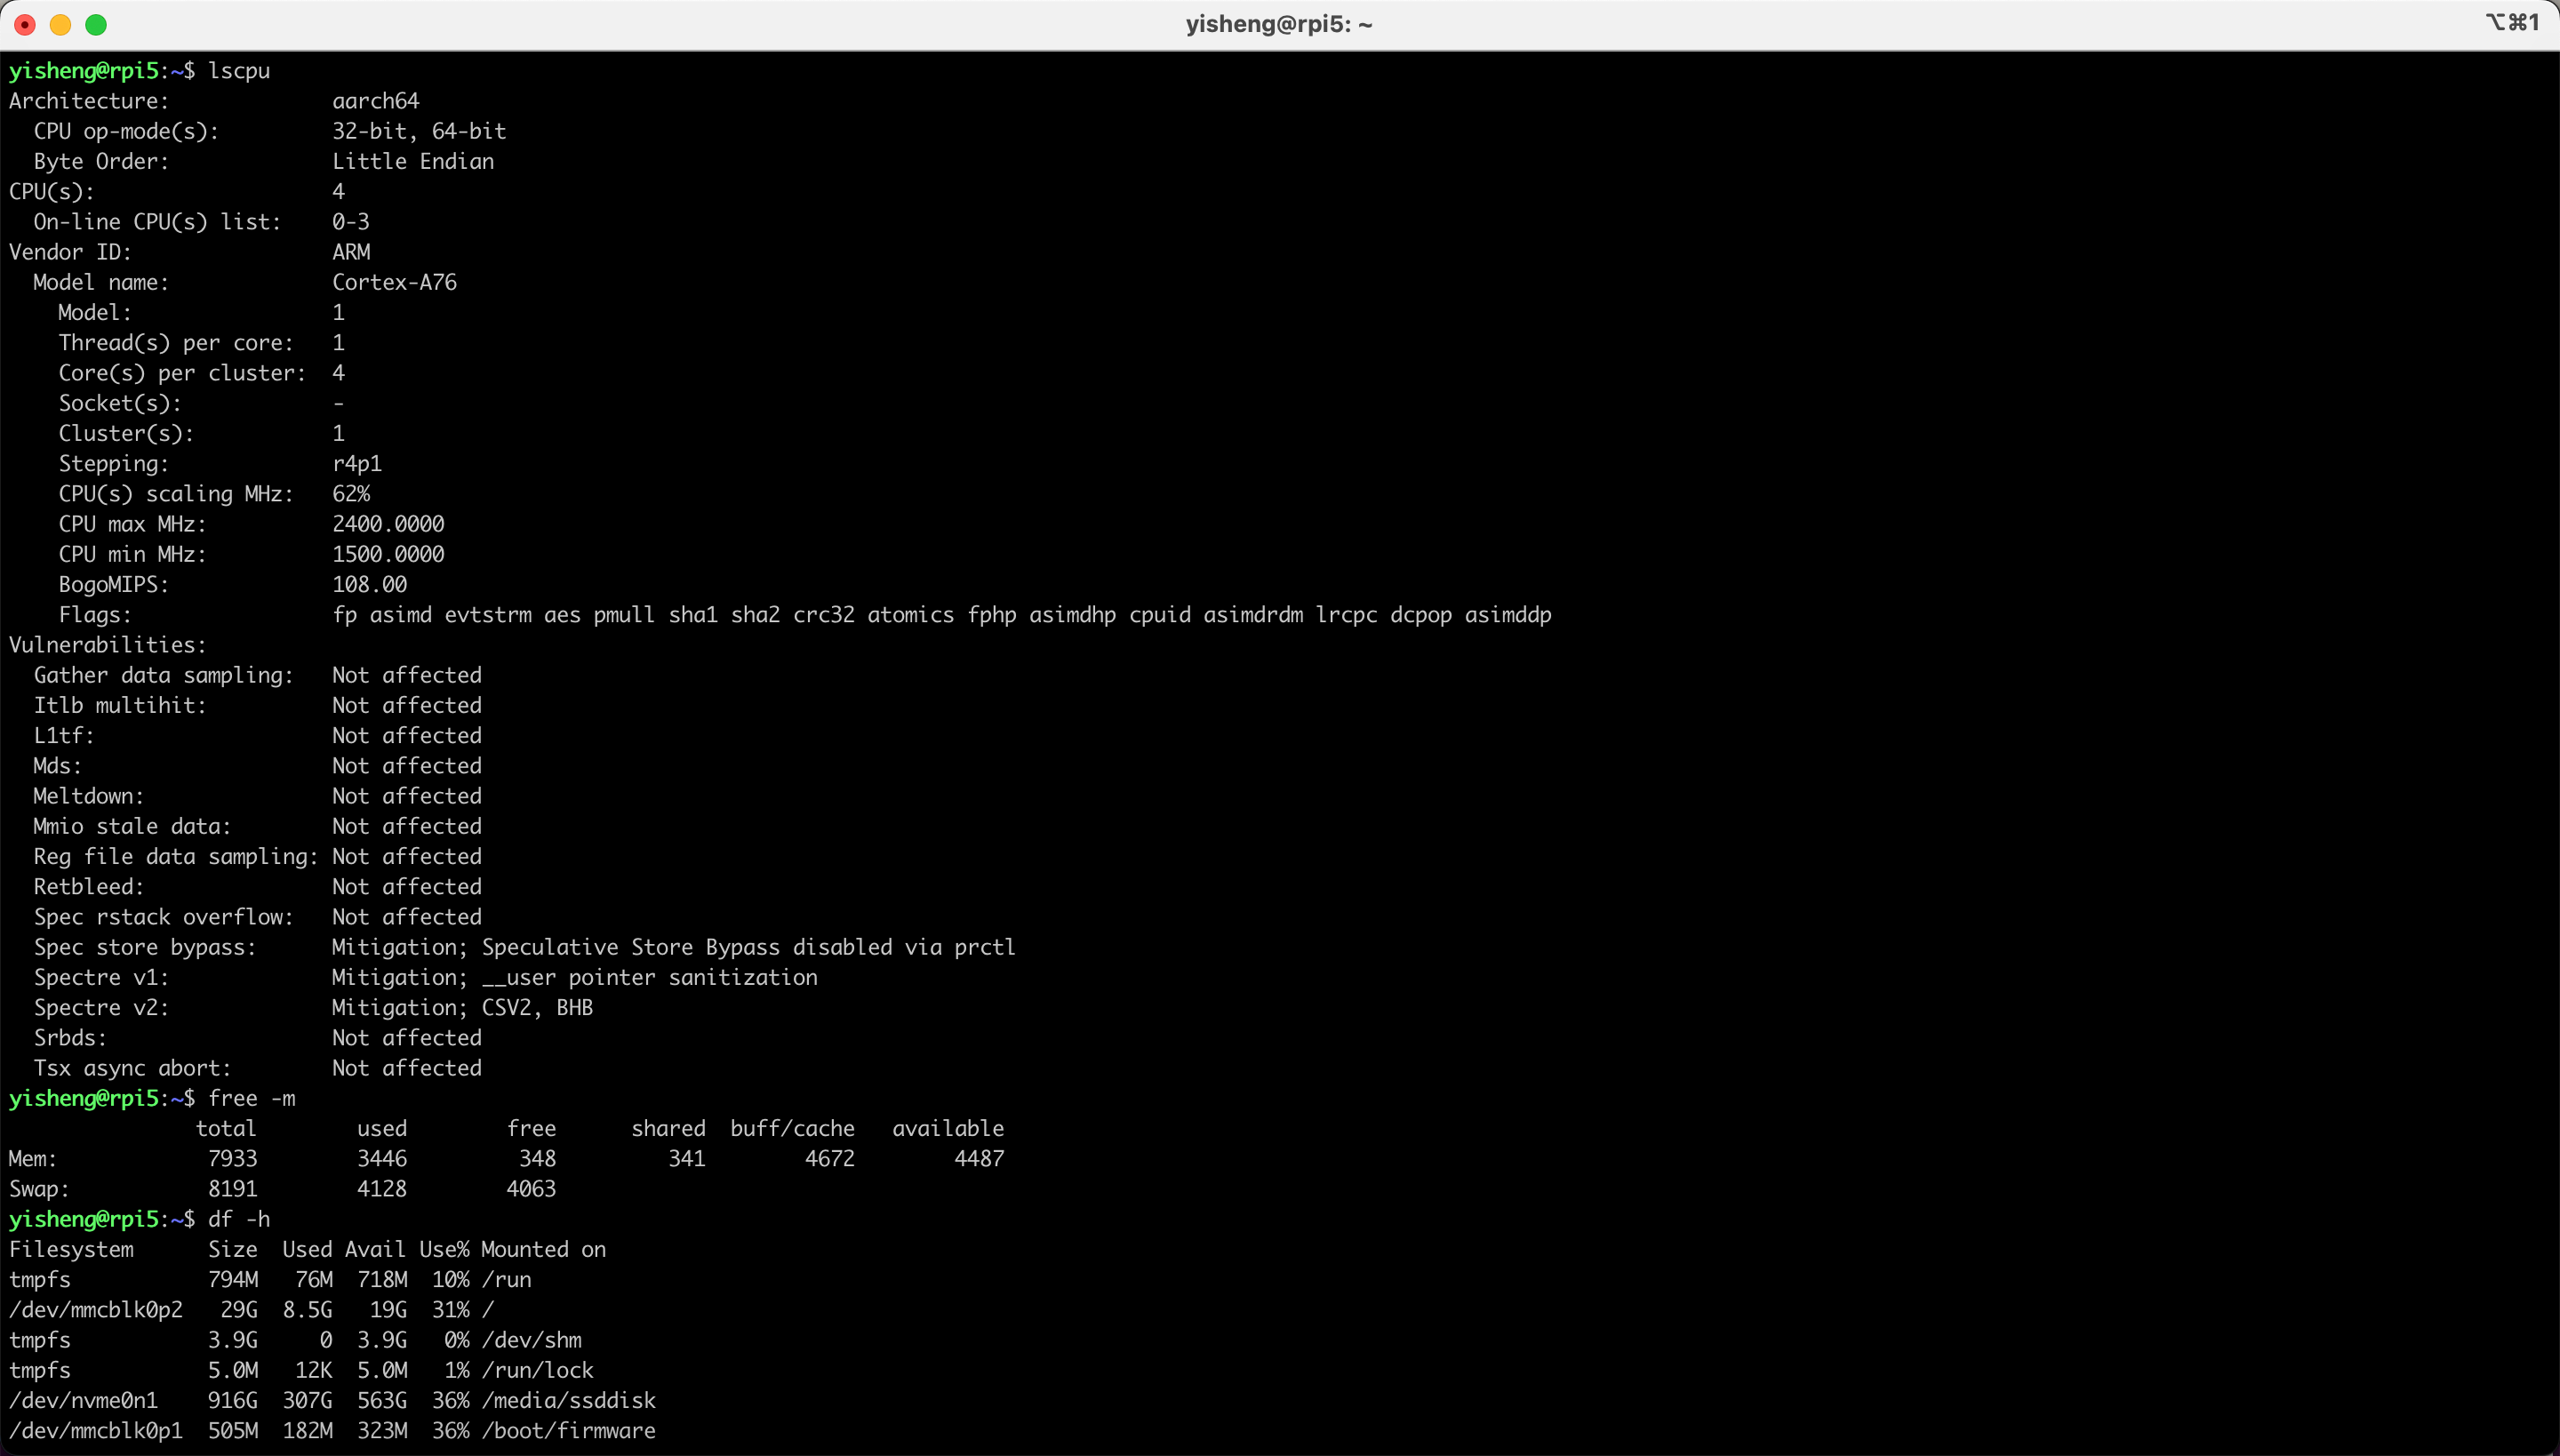 yisheng@rpi5: ~
⌥⌘1
yisheng@rpi5:~$ lscpu
Architecture:             aarch64
  CPU op-mode(s):         32-bit, 64-bit
  Byte Order:             Little Endian
CPU(s):                   4
  On-line CPU(s) list:    0-3
Vendor ID:                ARM
  Model name:             Cortex-A76
    Model:                1
    Thread(s) per core:   1
    Core(s) per cluster:  4
    Socket(s):            -
    Cluster(s):           1
    Stepping:             r4p1
    CPU(s) scaling MHz:   62%
    CPU max MHz:          2400.0000
    CPU min MHz:          1500.0000
    BogoMIPS:             108.00
    Flags:                fp asimd evtstrm aes pmull sha1 sha2 crc32 atomics fphp asimdhp cpuid asimdrdm lrcpc dcpop asimddp
Vulnerabilities:
  Gather data sampling:   Not affected
  Itlb multihit:          Not affected
  L1tf:                   Not affected
  Mds:                    Not affected
  Meltdown:               Not affected
  Mmio stale data:        Not affected
  Reg file data sampling: Not affected
  Retbleed:               Not affected
  Spec rstack overflow:   Not affected
  Spec store bypass:      Mitigation; Speculative Store Bypass disabled via prctl
  Spectre v1:             Mitigation; __user pointer sanitization
  Spectre v2:             Mitigation; CSV2, BHB
  Srbds:                  Not affected
  Tsx async abort:        Not affected
yisheng@rpi5:~$ free -m
               total        used        free      shared  buff/cache   available
Mem:            7933        3446         348         341        4672        4487
Swap:           8191        4128        4063
yisheng@rpi5:~$ df -h
Filesystem      Size  Used Avail Use% Mounted on
tmpfs           794M   76M  718M  10% /run
/dev/mmcblk0p2   29G  8.5G   19G  31% /
tmpfs           3.9G     0  3.9G   0% /dev/shm
tmpfs           5.0M   12K  5.0M   1% /run/lock
/dev/nvme0n1    916G  307G  563G  36% /media/ssddisk
/dev/mmcblk0p1  505M  182M  323M  36% /boot/firmware